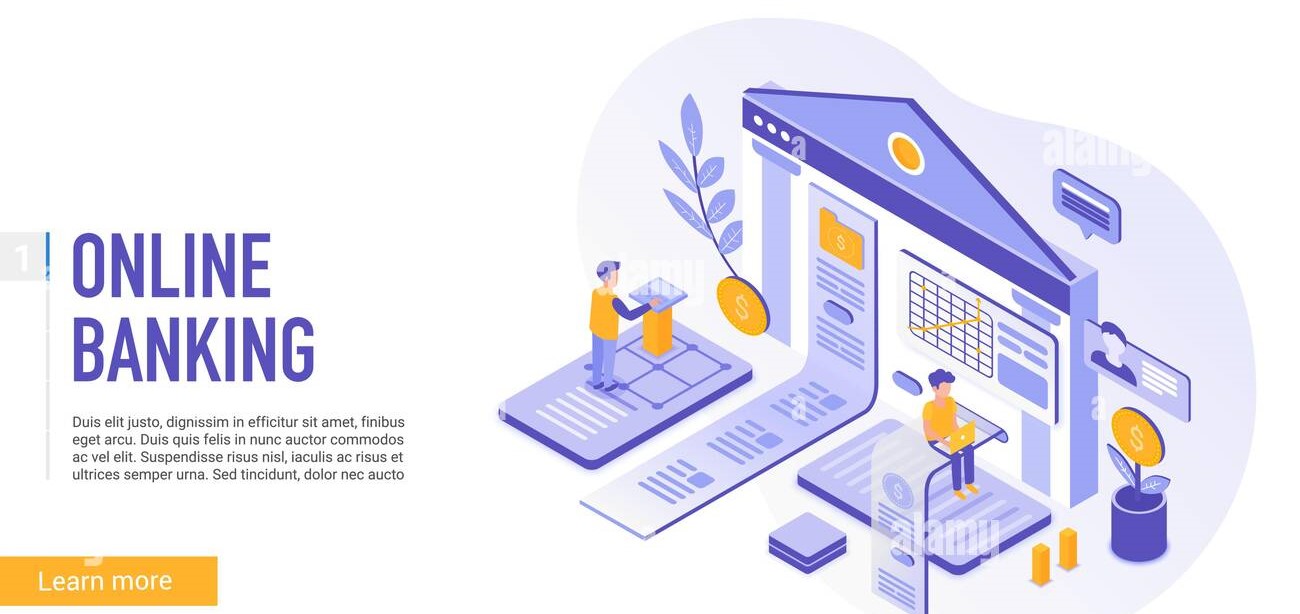 1
ONLINE
BANKING
Duis elit justo, dignissim in efficitur sit amet, finibus
eget arcu. Duis quis felis in nunc auctor commodos
ac vel elit. Suspendisse risus nisl, iaculis ac risus et
ultrices semper urna. Sed tincidunt, dolor nec aucto
Learn more
$
$
$
$
alamy
alamy
alamy
a
a
a